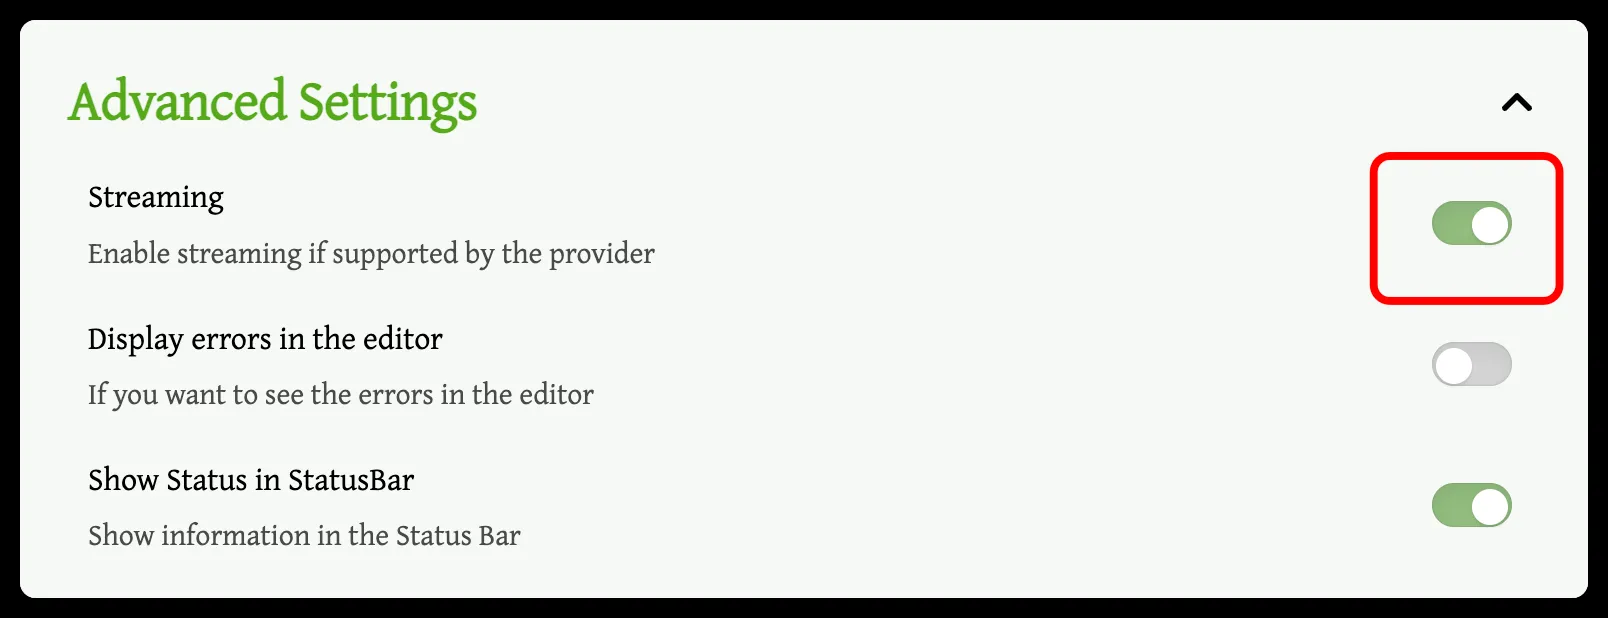 Advanced Settings
Streaming
Enable streaming if supported by the provider
Display errors in the editor
If you want to see the errors in the editor
Show Status in StatusBar
Show information in the Status Bar